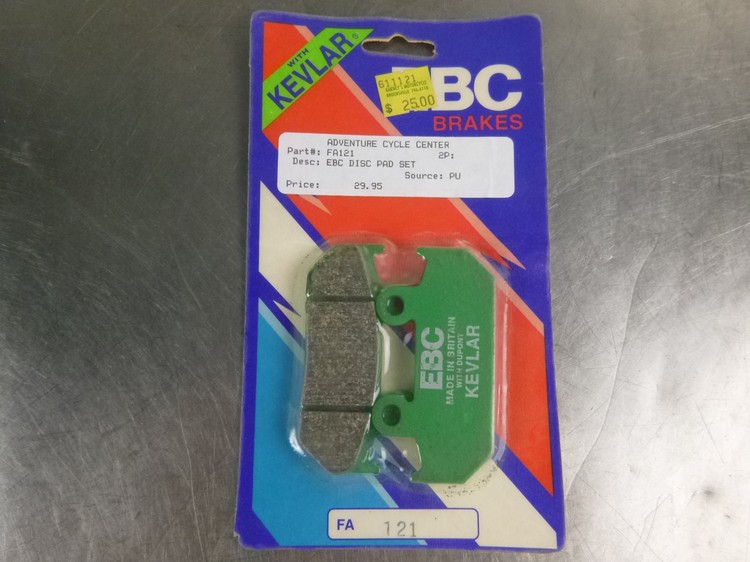 WITH
KEVLAR
EBC
BRAKES
611121
$ 25.00
ADVENTURE CYCLE CENTER
Part#: FA121 2P:
Desc: EBC DISC PAD SET
Source: PU
Price: 29.95
EBC
MADE IN BRITAIN
WITH DUPONT
KEVLAR
FA 121